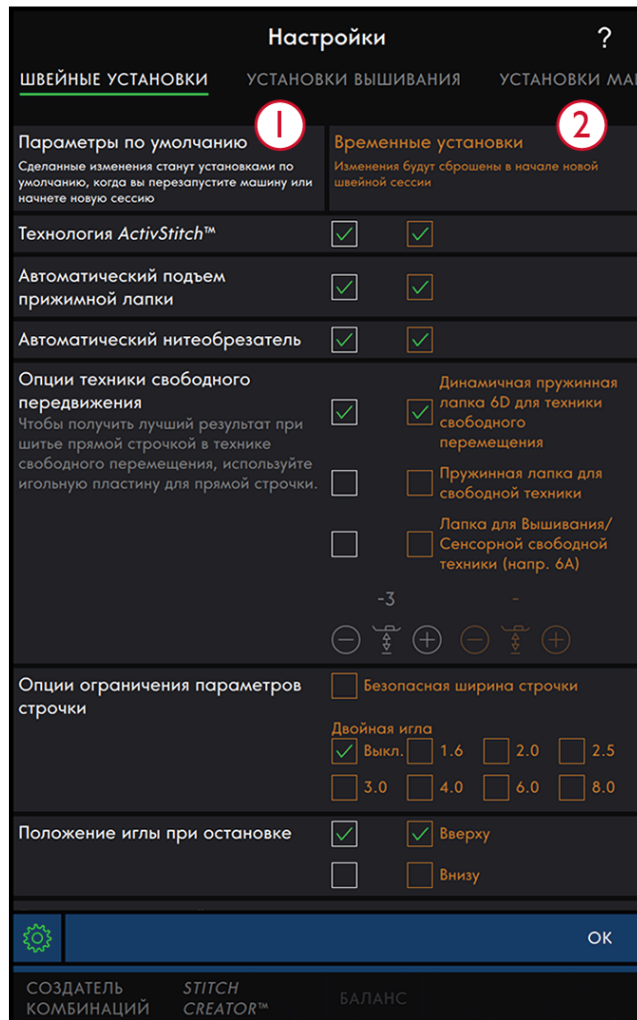 Настройки
?
ШВЕЙНЫЕ УСТАНОВКИ УСТАНОВКИ ВЫШИВАНИЯ УСТАНОВКИ МА
1 2
Параметры по умолчанию
Сделанные изменения станут установками по
умолчанию, когда вы перезапустите машину или
начнете новую сессию
Временные установки
Изменения будут сброшены в начале новой
швейной сессии
Технология ActivStitch™
Автоматический подъем
прижимной лапки
Автоматический нитеобрезатель
Опции техники свободного
передвижения
Чтобы получить лучший результат при
шитье прямой строчкой в технике
свободного перемещения, используйте
игольную пластину для прямой строчки.
Динамичная пружинная
лапка 6D для техники
свободного
перемещения
Пружинная лапка для
свободной техники
Лапка для Вышивания/
Сенсорной свободной
техники (напр. 6А)
-3 -
Опции ограничения параметров
строчки
Безопасная ширина строчки
Двойная игла
Выкл. 1.6 2.0 2.5
3.0 4.0 6.0 8.0
Положение иглы при остановке
Вверху
Внизу
OK
СОЗДАТЕЛЬ
КОМБИНАЦИЙ
STITCH
CREATOR™
БАЛАНС